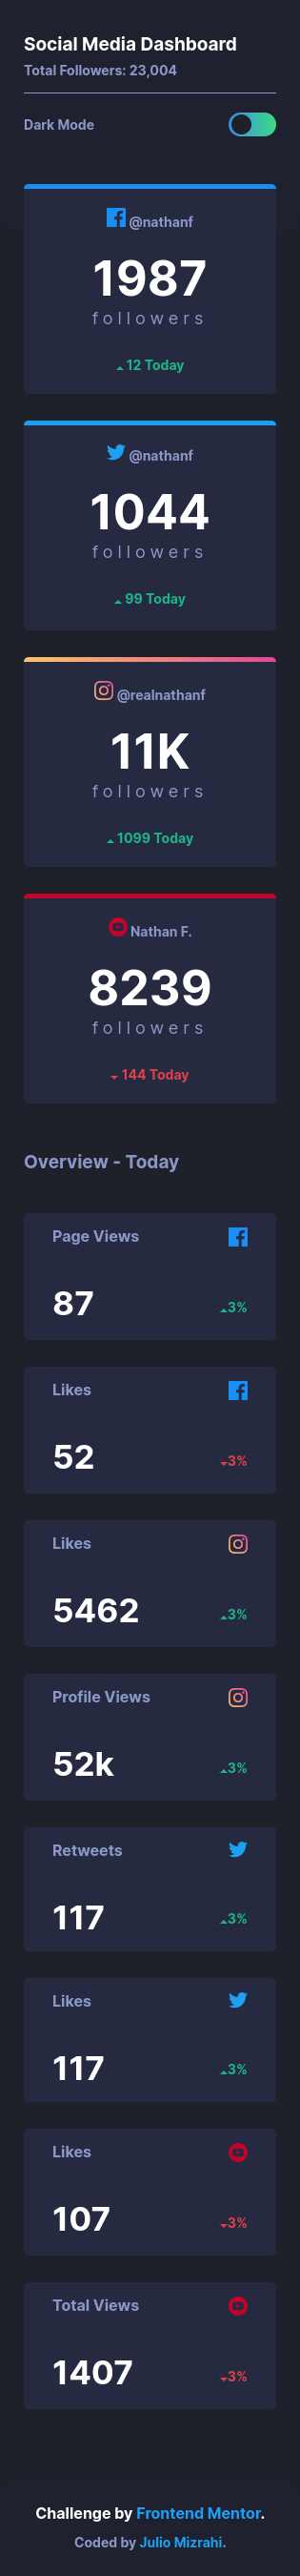 Social Media Dashboard
Total Followers: 23,004
Dark Mode
@nathanf
1987
followers
12 Today
@nathanf
1044
followers
99 Today
@realnathanf
11K
followers
1099 Today
Nathan F.
8239
followers
144 Today
Overview - Today
Page Views
87
3%
Likes
52
3%
Likes
5462
3%
Profile Views
52k
3%
Retweets
117
3%
Likes
117
3%
Likes
107
3%
Total Views
1407
3%
Challenge by Frontend Mentor.
Coded by Julio Mizrahi.